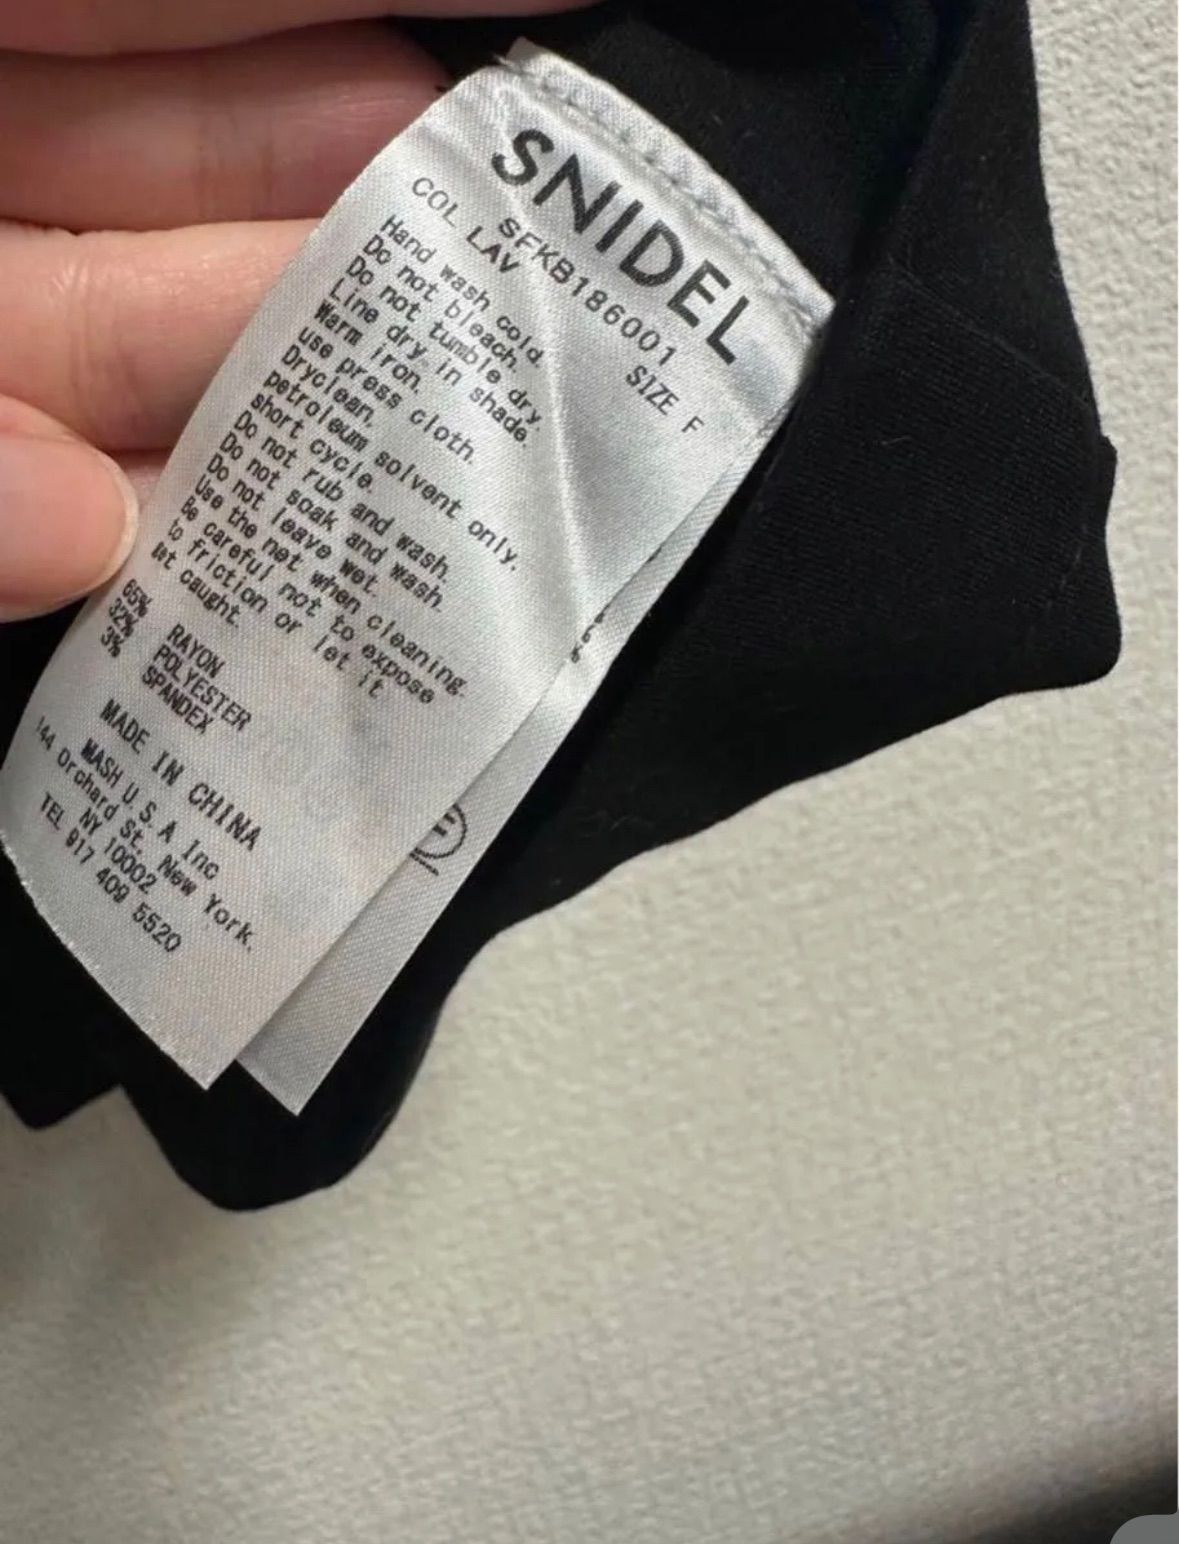 SNIDEL
SFKB186001 SIZE F
COL LAV
Hand wash cold.
Do not bleach.
Do not tumble dry.
Line dry in shade.
Warm iron.
use press cloth.
Dryclean,
petroleum solvent only.
short cycle.
Do not rub and wash.
Do not soak and wash.
Do not leave wet.
Use the net when cleaning.
Be careful not to expose
to friction or let it
caught.
65% RAYON
32% POLYESTER
3% SPANDEX
MADE IN CHINA
MASH U.S.A Inc
144 Orchard St., New York.
NY 10002
TEL 917 409 5520